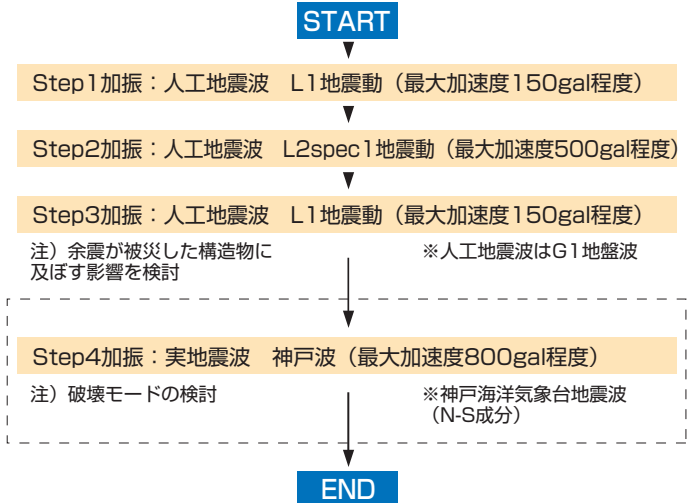 START
Step1加振：人工地震波　L1地震動（最大加速度150gal程度）
Step2加振：人工地震波　L2spec1地震動（最大加速度500gal程度）
Step3加振：人工地震波　L1地震動（最大加速度150gal程度）
注）余震が被災した構造物に
及ぼす影響を検討
※人工地震波はG1地盤波
Step4加振：実地震波　神戸波（最大加速度800gal程度）
注）破壊モードの検討
※神戸海洋気象台地震波
（N-S成分）
END